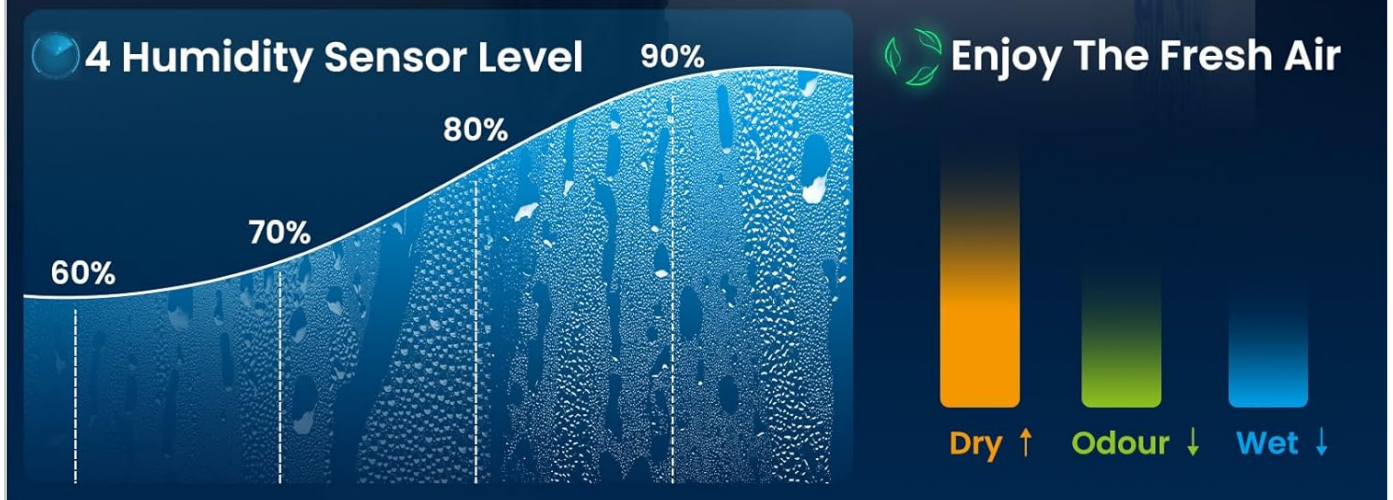 4 Humidity Sensor Level
90%
80%
70%
60%
Enjoy The Fresh Air
Dry ↑
Odour ↓
Wet ↓